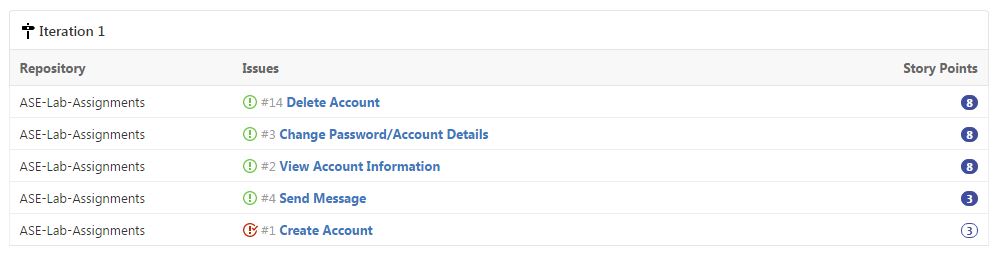 Iteration 1
Repository Issues Story Points
ASE-Lab-Assignments #14 Delete Account 8
ASE-Lab-Assignments #3 Change Password/Account Details 8
ASE-Lab-Assignments #2 View Account Information 8
ASE-Lab-Assignments #4 Send Message 3
ASE-Lab-Assignments #1 Create Account 3